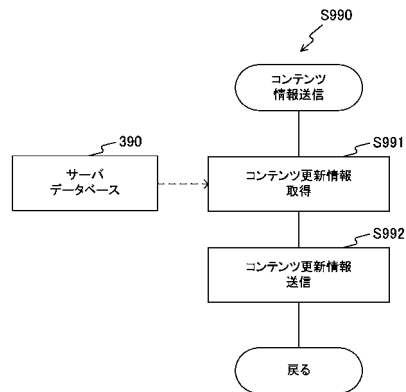 S990
コンテンツ
情報送信
S991
390
サーバ
データベース
コンテンツ更新情報
取得
S992
コンテンツ更新情報
送信
戻る